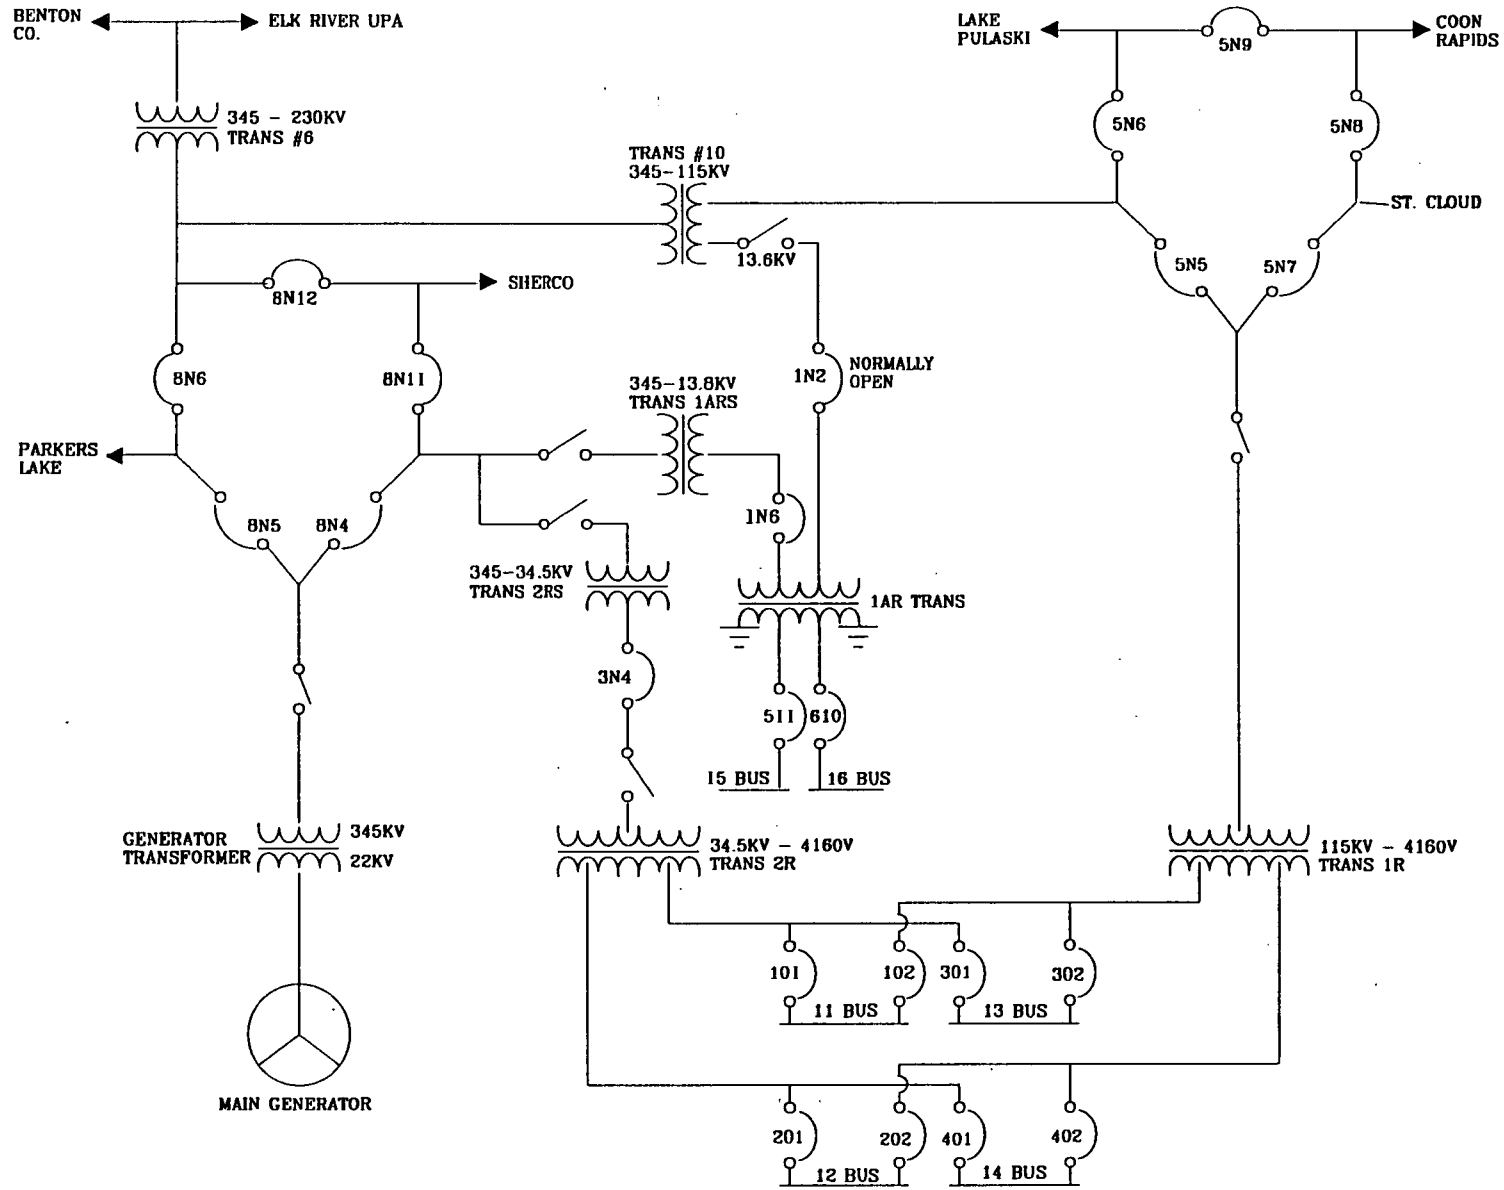 BENTON
CO.
ELK RIVER UPA
LAKE
PULASKI
5N9
COON
RAPIDS
345 - 230KV
TRANS #6
5N6
5N8
TRANS #10
345-115KV
ST. CLOUD
13.6KV
5N5
5N7
8N12
SHERCO
8N6
8N11
1N2
NORMALLY
OPEN
345-13.8KV
TRANS 1ARS
PARKERS
LAKE
8N5
8N4
1N6
345-34.5KV
TRANS 2RS
1AR TRANS
3N4
511
610
15 BUS
16 BUS
GENERATOR
TRANSFORMER
345KV
22KV
34.5KV - 4160V
TRANS 2R
115KV - 4160V
TRANS 1R
101
102
301
302
11 BUS
13 BUS
MAIN GENERATOR
201
202
401
402
12 BUS
14 BUS